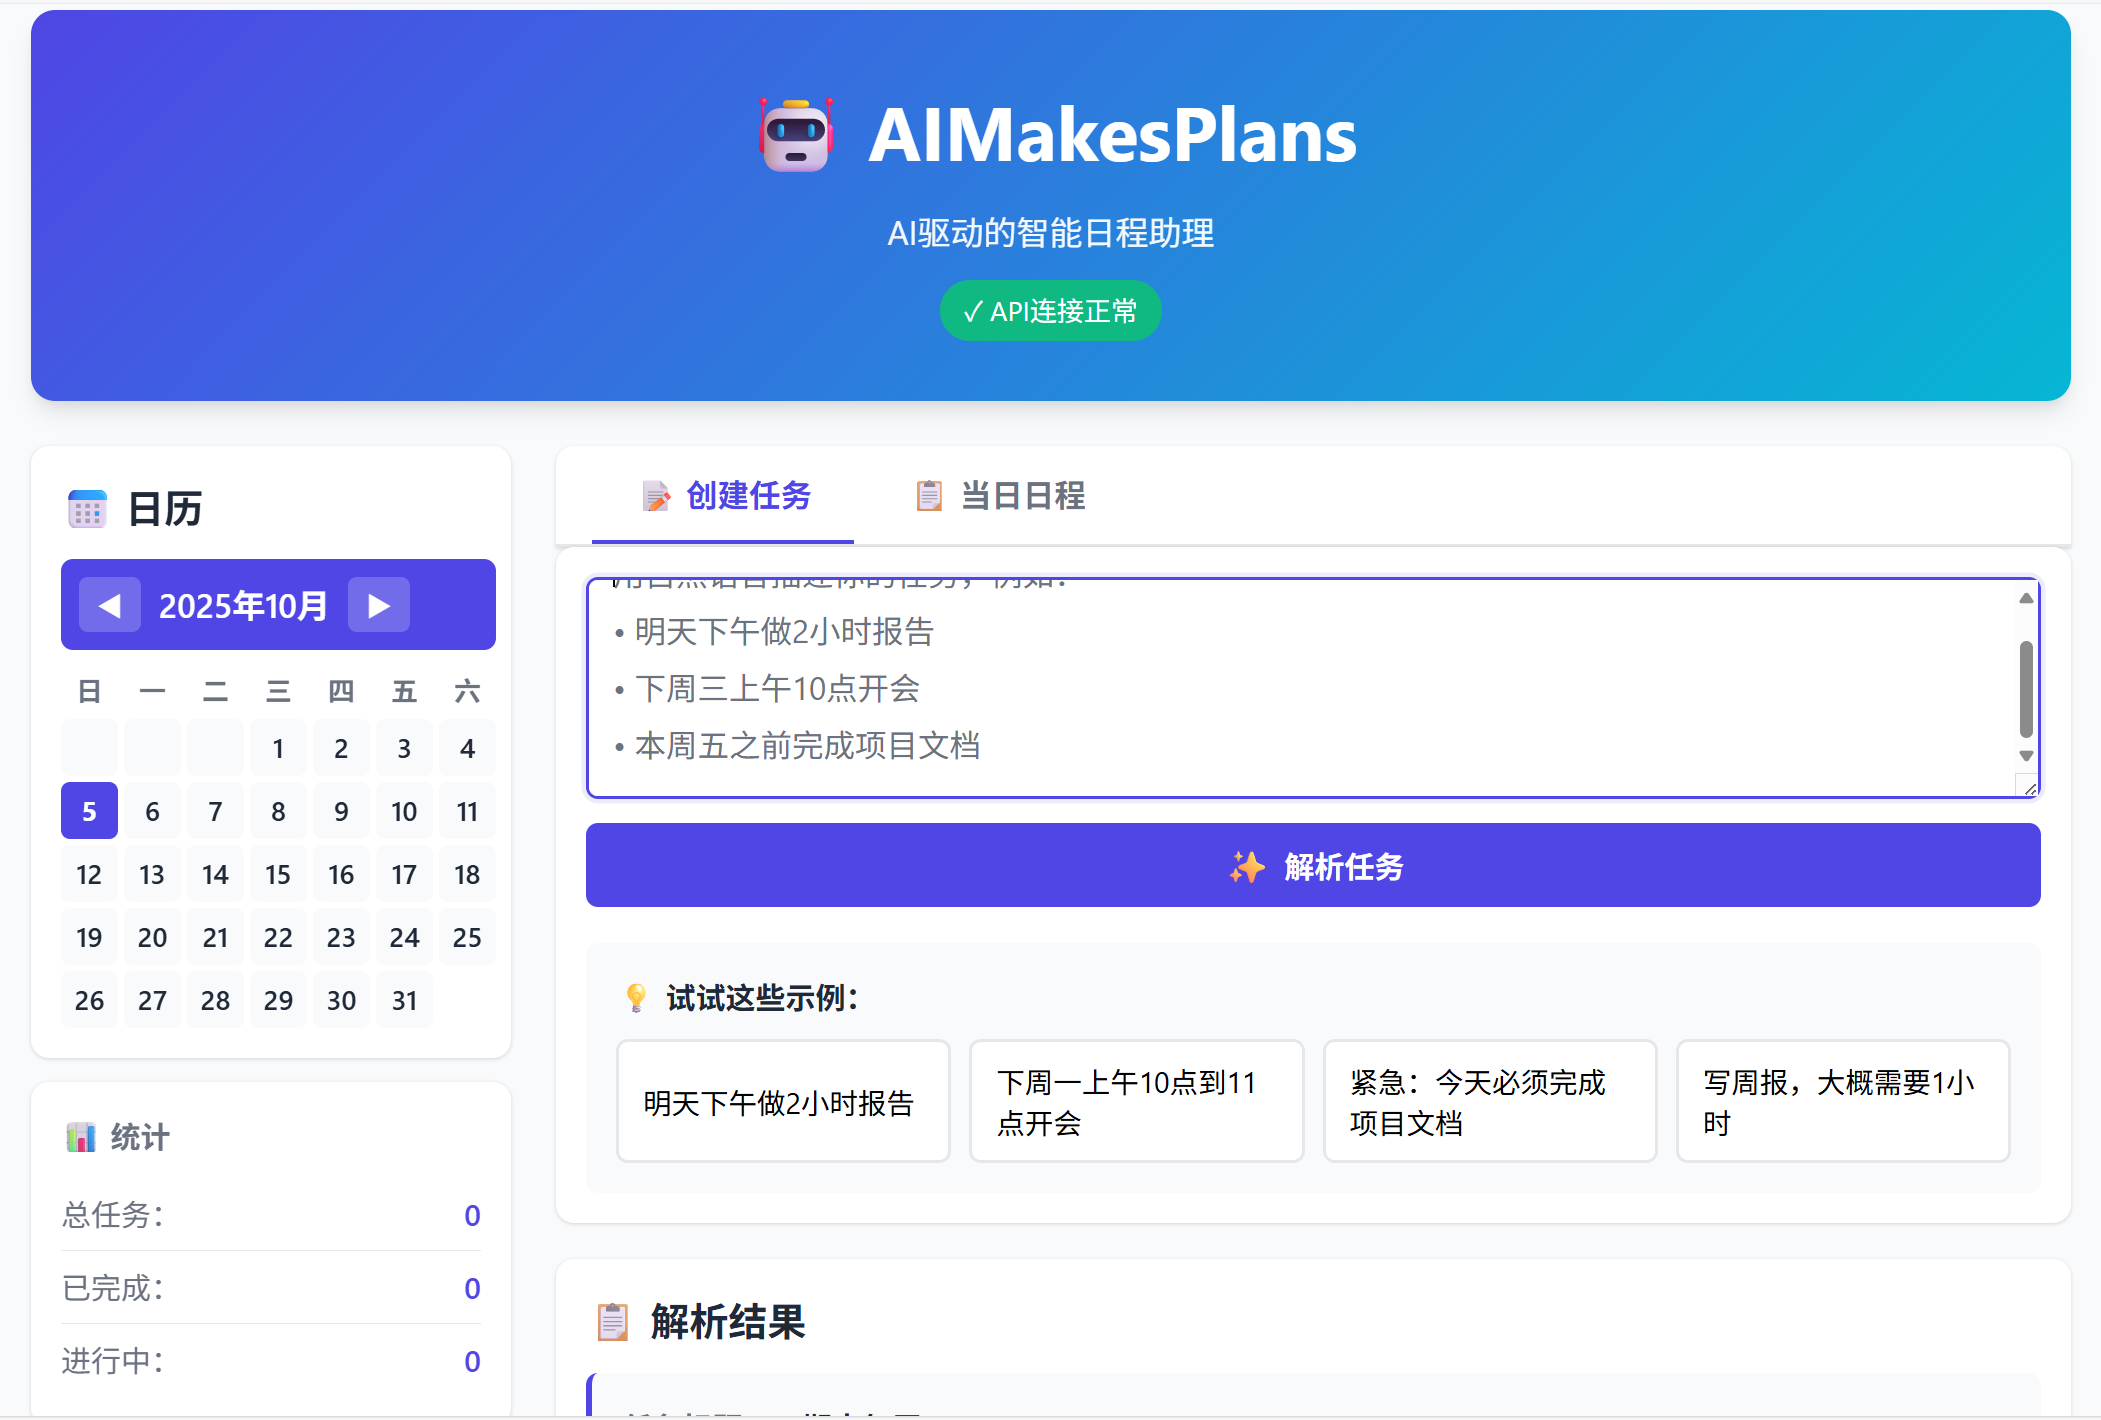 AIMakesPlans
AI驱动的智能日程助理
✓ API连接正常
日历
2025年10月
日 一 二 三 四 五 六
1 2 3 4
5 6 7 8 9 10 11
12 13 14 15 16 17 18
19 20 21 22 23 24 25
26 27 28 29 30 31
统计
总任务： 0
已完成： 0
进行中： 0
创建任务 当日日程
• 明天下午做2小时报告
• 下周三上午10点开会
• 本周五之前完成项目文档
解析任务
试试这些示例：
明天下午做2小时报告
下周一上午10点到11
点开会
紧急：今天必须完成
项目文档
写周报，大概需要1小
时
解析结果